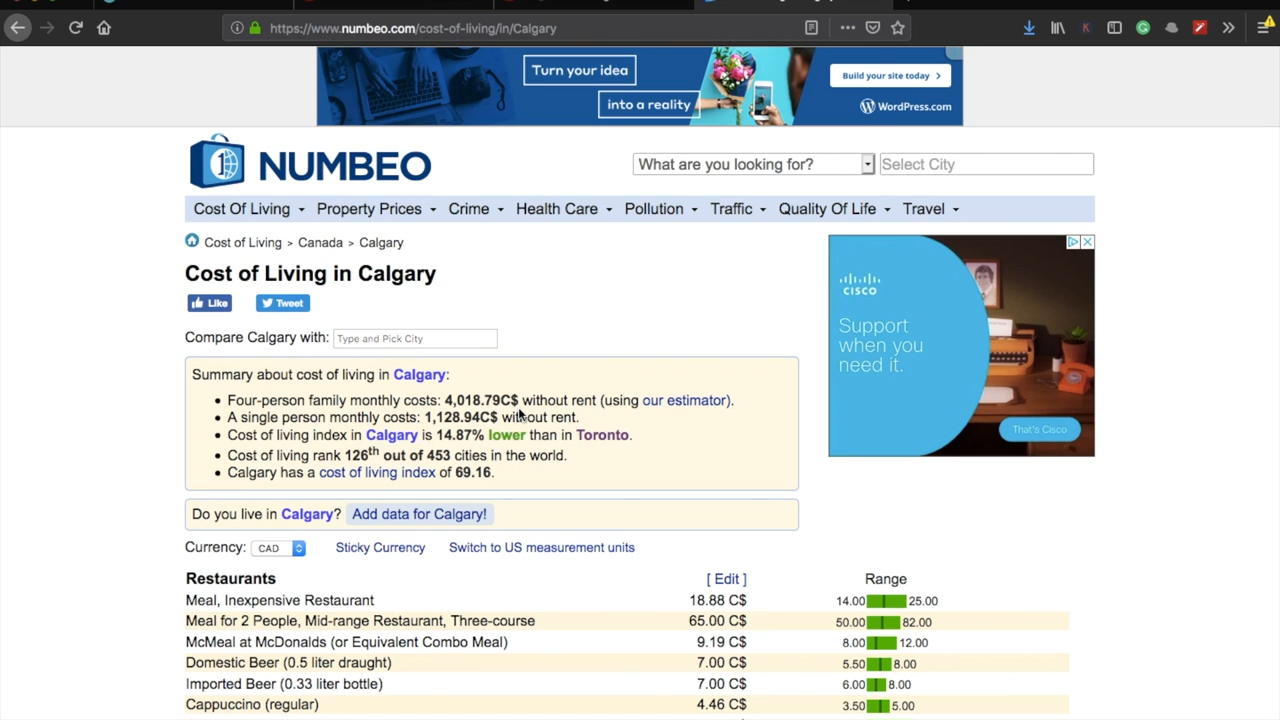 https://www.numbeo.com/cost-of-living/in/Calgary
Turn your idea
into a reality
Build your site today
WordPress.com
NUMBEO
What are you looking for?
Select City
Cost Of Living Property Prices Crime Health Care Pollution Traffic Quality Of Life Travel
Cost of Living > Canada > Calgary
Cost of Living in Calgary
Like Tweet
Compare Calgary with: Type and Pick City
CISCO
Support
when you
need it.
That's Cisco
Summary about cost of living in Calgary:
• Four-person family monthly costs: 4,018.79C$ without rent (using our estimator).
• A single person monthly costs: 1,128.94C$ without rent.
• Cost of living index in Calgary is 14.87% lower than in Toronto.
• Cost of living rank 126th out of 453 cities in the world.
• Calgary has a cost of living index of 69.16.
Do you live in Calgary? Add data for Calgary!
Currency: CAD Sticky Currency Switch to US measurement units
Restaurants [ Edit ] Range
Meal, Inexpensive Restaurant 18.88 C$ 14.00 25.00
Meal for 2 People, Mid-range Restaurant, Three-course 65.00 C$ 50.00 82.00
McMeal at McDonalds (or Equivalent Combo Meal) 9.19 C$ 8.00 12.00
Domestic Beer (0.5 liter draught) 7.00 C$ 5.50 8.00
Imported Beer (0.33 liter bottle) 7.00 C$ 6.00 8.00
Cappuccino (regular) 4.46 C$ 3.50 5.00